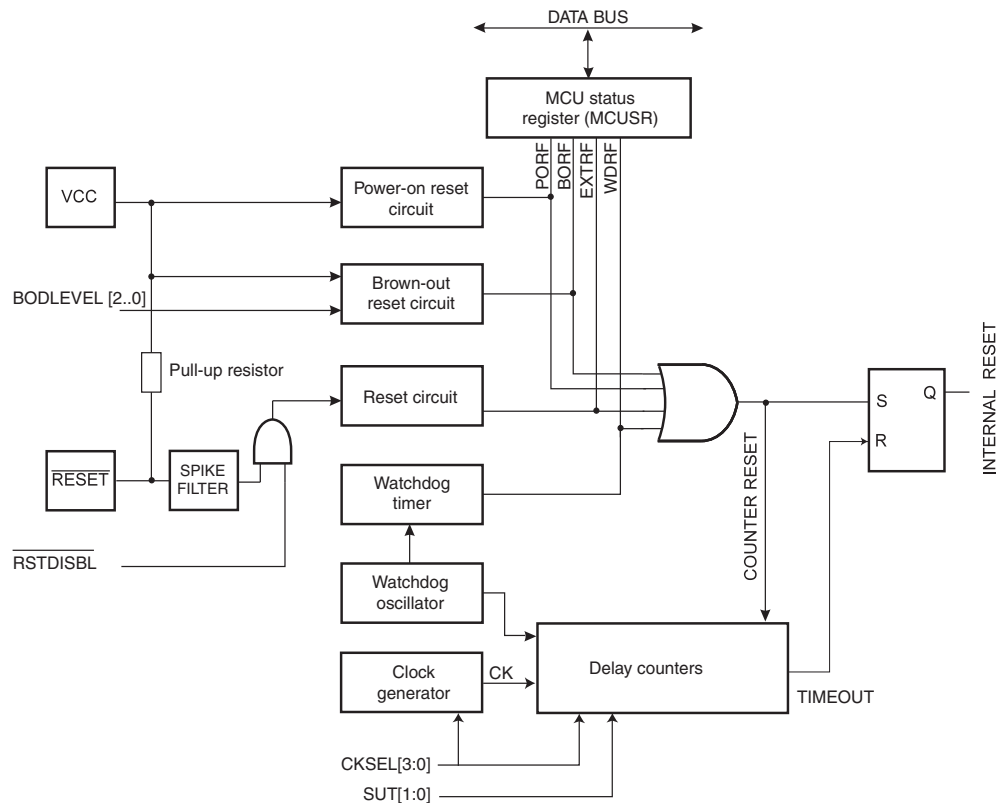 DATA BUS
MCU status
register (MCUSR)
PORF
BORF
EXTRF
WDRF
VCC
Power-on reset
circuit
BODLEVEL [2..0]
Brown-out
reset circuit
Pull-up resistor
Reset circuit
S
Q
R
INTERNAL RESET
RESET
SPIKE
FILTER
Watchdog
timer
COUNTER RESET
RSTDISBL
Watchdog
oscillator
Clock
generator
CK
Delay counters
TIMEOUT
CKSEL[3:0]
SUT[1:0]